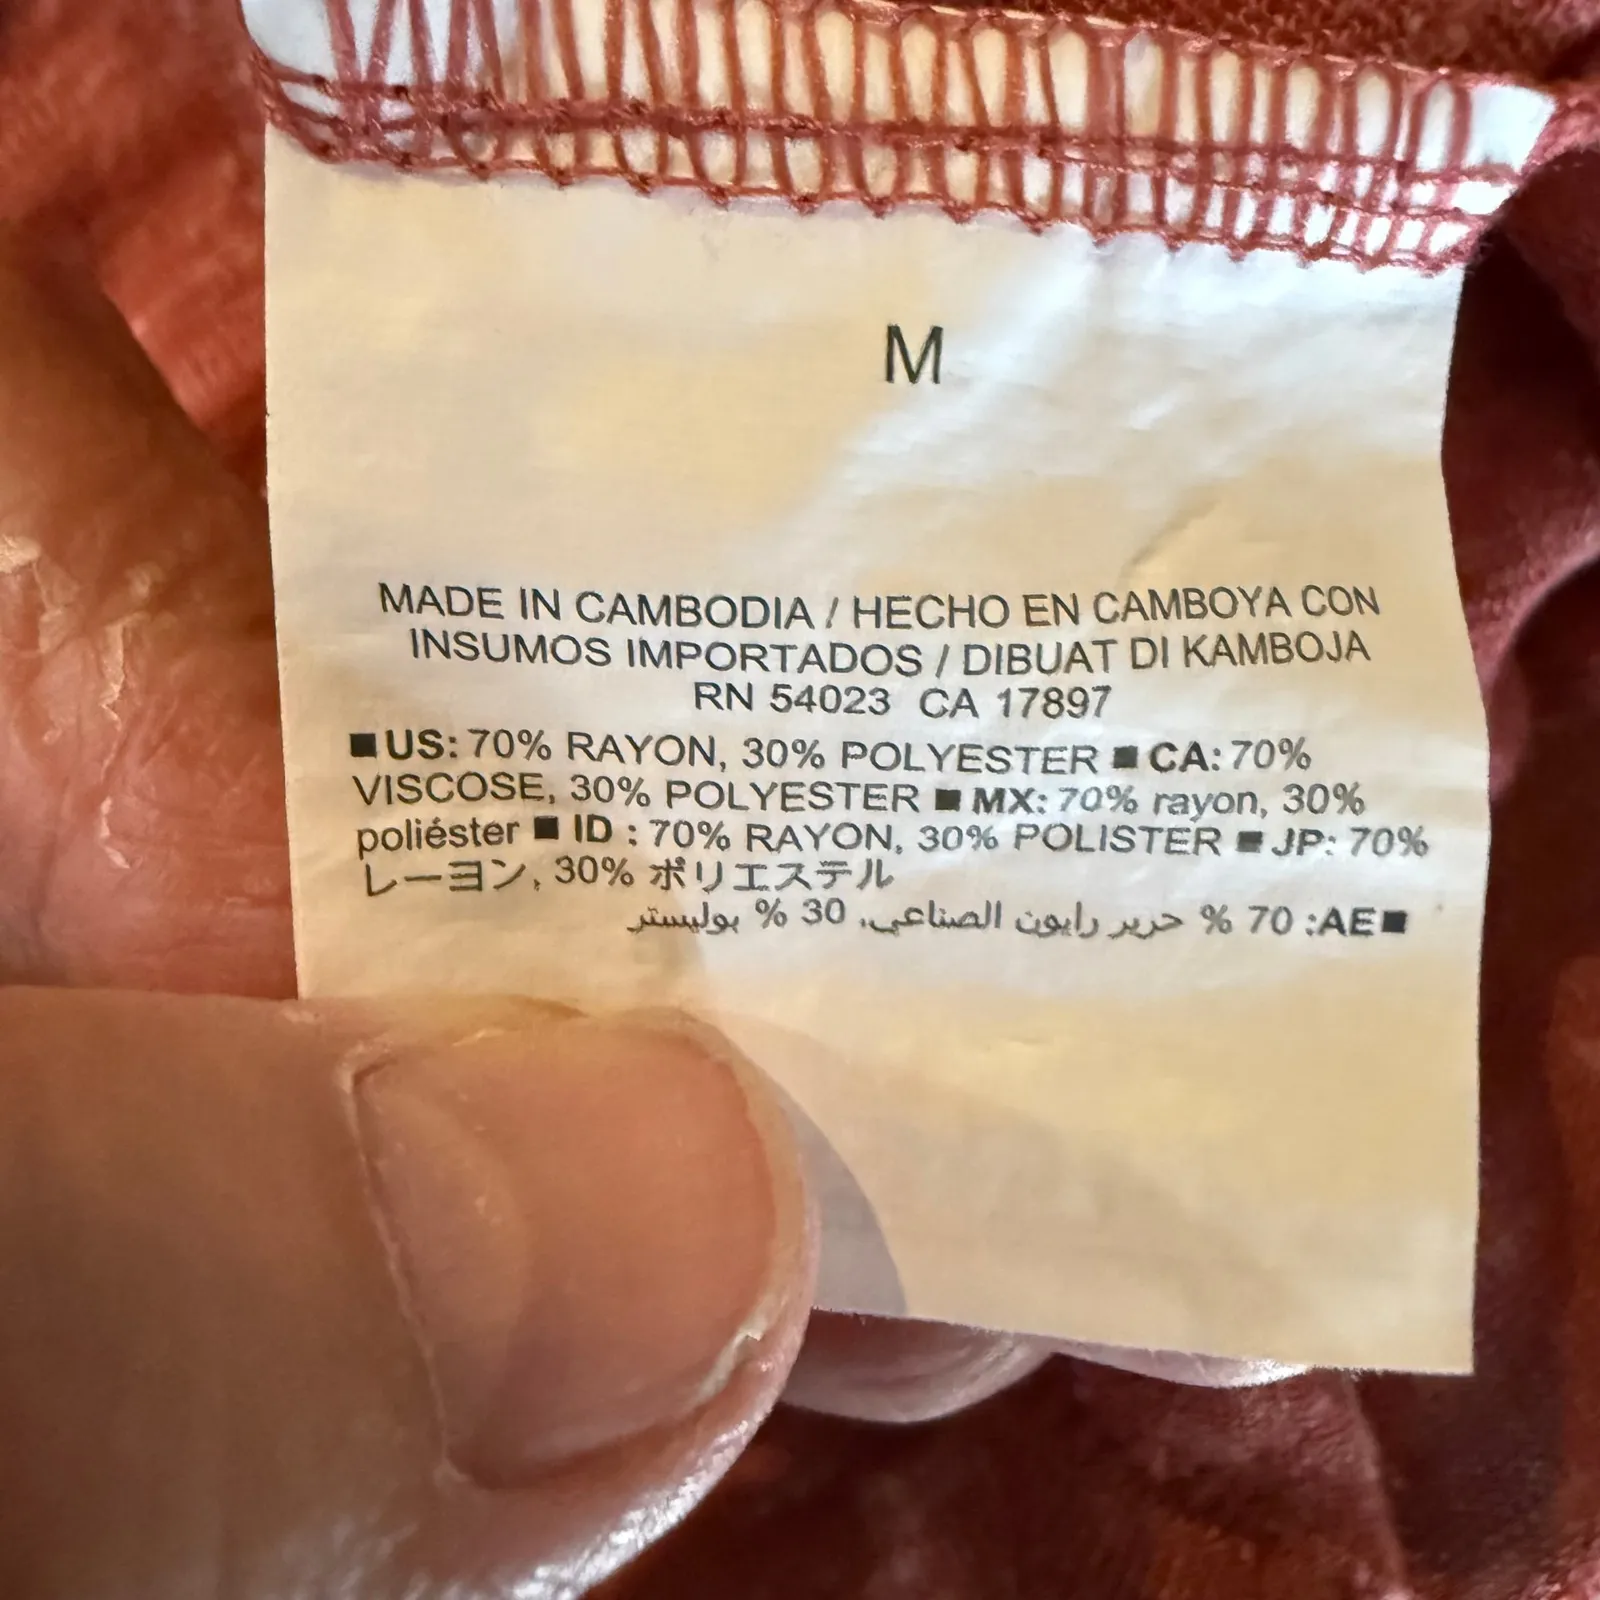 M
MADE IN CAMBODIA / HECHO EN CAMBOYA CON
INSUMOS IMPORTADOS / DIBUAT DI KAMBOJA
RN 54023 CA 17897
■US: 70% RAYON, 30% POLYESTER ■ CA: 70%
VISCOSE, 30% POLYESTER ■ MX: 70% rayon, 30%
poliéster ■ ID : 70% RAYON, 30% POLISTER ■ JP: 70%
レーヨン, 30% ポリエステル
■AE: 70 % حرير رايون الصناعي, 30 % بوليستر